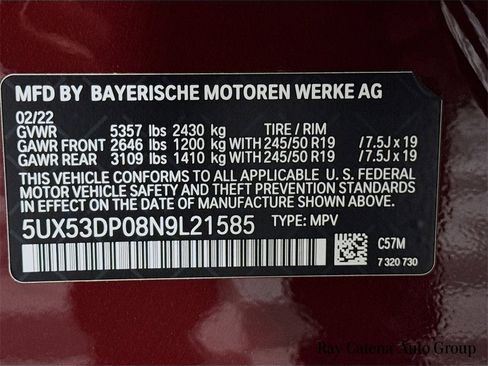 MFD BY BAYERISCHE MOTOREN WERKE AG
02/22
GVWR 5357 lbs 2430 kg TIRE / RIM
GAWR FRONT 2646 lbs 1200 kg WITH 245/50 R19 / 7.5J x 19
GAWR REAR 3109 lbs 1410 kg WITH 245/50 R19 / 7.5J x 19
THIS VEHICLE CONFORMS TO ALL APPLICABLE U. S. FEDERAL
MOTOR VEHICLE SAFETY AND THEFT PREVENTION STANDARDS
IN EFFECT ON THE DATE OF MANUFACTURE SHOWN ABOVE.
5UX53DP08N9L21585 TYPE: MPV
C57M
7 320 730
Ray Catena Auto Group